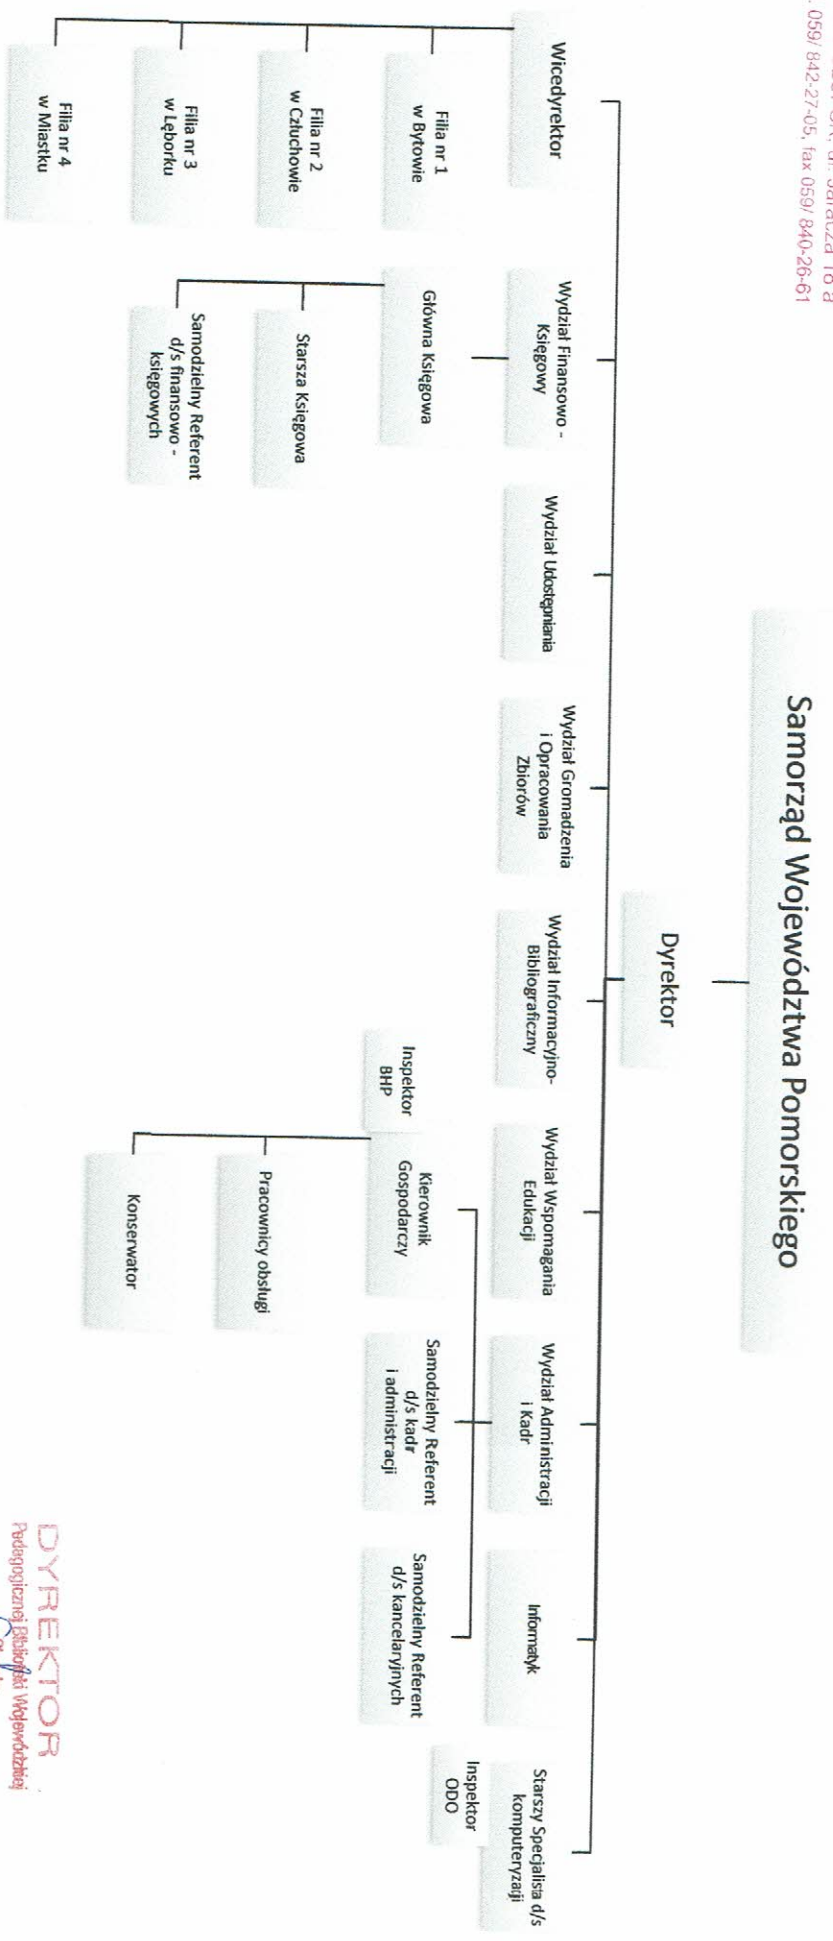 059/ 842-27-05, fax 059/ 840-26-61
Samorząd Województwa Pomorskiego
Dyrektor
Wicedyrektor
Filia nr 1
w Bytowie
Filia nr 2
w Człuchowie
Filia nr 3
w Lęborku
Filia nr 4
w Miastku
Wydział Finansowo -
Księgowy
Główna Księgowa
Starsza Księgowa
Samodzielny Referent
d/s finansowo -
księgowych
Wydział Udostępniania
Wydział Gromadzenia
i Opracowania
Zbiorów
Wydział Informacyjno-
Bibliograficzny
Wydział Wspomagania
Edukacji
Wydział Administracji
i Kadr
Kierownik
Gospodarczy
Inspektor
BHP
Pracownicy obsługi
Konserwator
Samodzielny Referent
d/s kadr
i administracji
Samodzielny Referent
d/s kancelaryjnych
Informatyk
Starszy Specjalista d/s
komputeryzacji
Inspektor
ODO
DYREKTOR
Pedagogicznej Biblioteki Wojewódzkiej